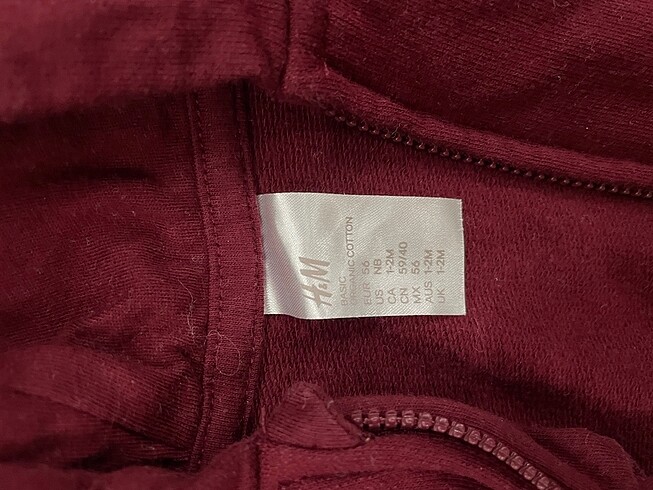 H&M
BASIC
ORGANIC COTTON
EUR 56
US NB
CA 1-2M
CN 59/40
MX 56
AUS 1-2M
UK 1-2M